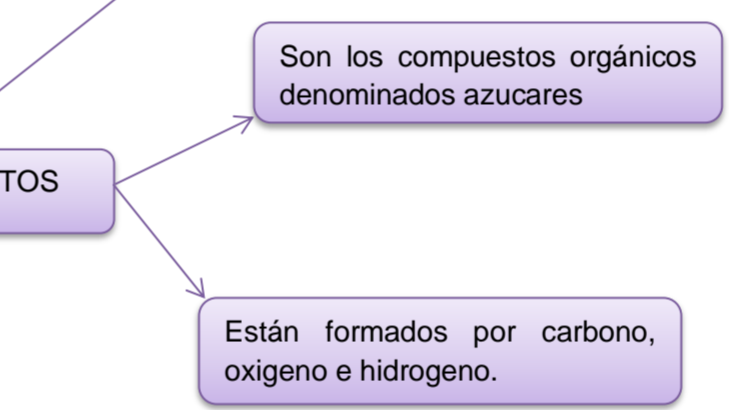 Son los compuestos orgánicos
denominados azucares
TOS
Están formados por carbono,
oxigeno e hidrogeno.